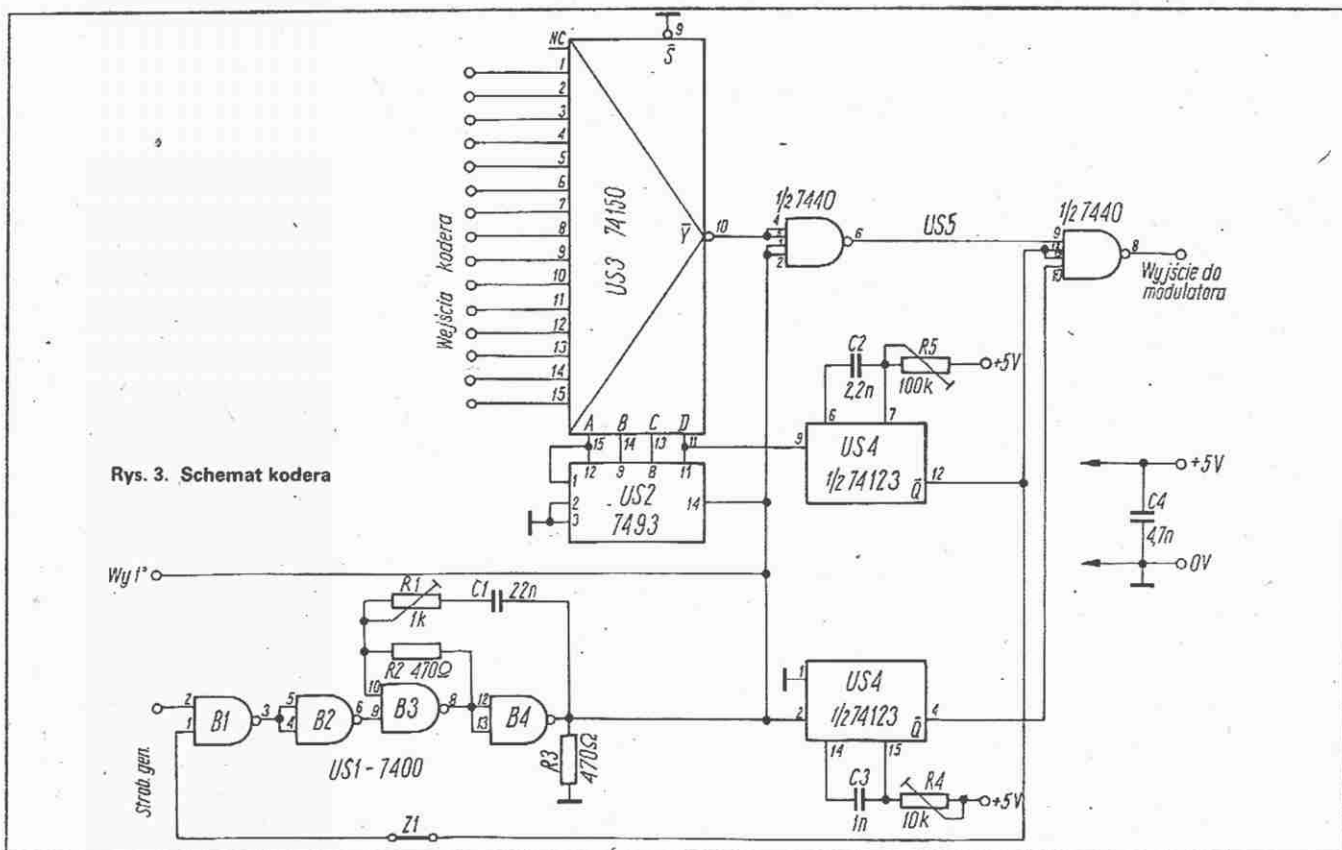 NC
9
S̄
1
2
3
4
5
6
7
8
9
10
11
12
13
14
15
Wejścia kodera
US3 74150
Ȳ
10
A B C D
15 14 13 11
12 9 8 11
1
2
3
US2
7493
14
1/2 7440
4
1
2
6
US5
1/2 7440
9
10
8
Wyjście do
modulatora
C2
2,2n
R5
100k
+5V
6
7
9
US4
1/2 74123
Q̄
12
+5V
C4
4,7n
0V
Rys. 3. Schemat kodera
Wy f°
R1
1k
C1
22n
R2 470Ω
2
1
B1
3
5
4
B2
6
9
10
B3
8
12
13
B4
US1-7400
R3
470Ω
Strob. gen.
Z1
1
2
US4
1/2 74123
Q̄
4
14
15
C3
1n
R4
10k
+5V